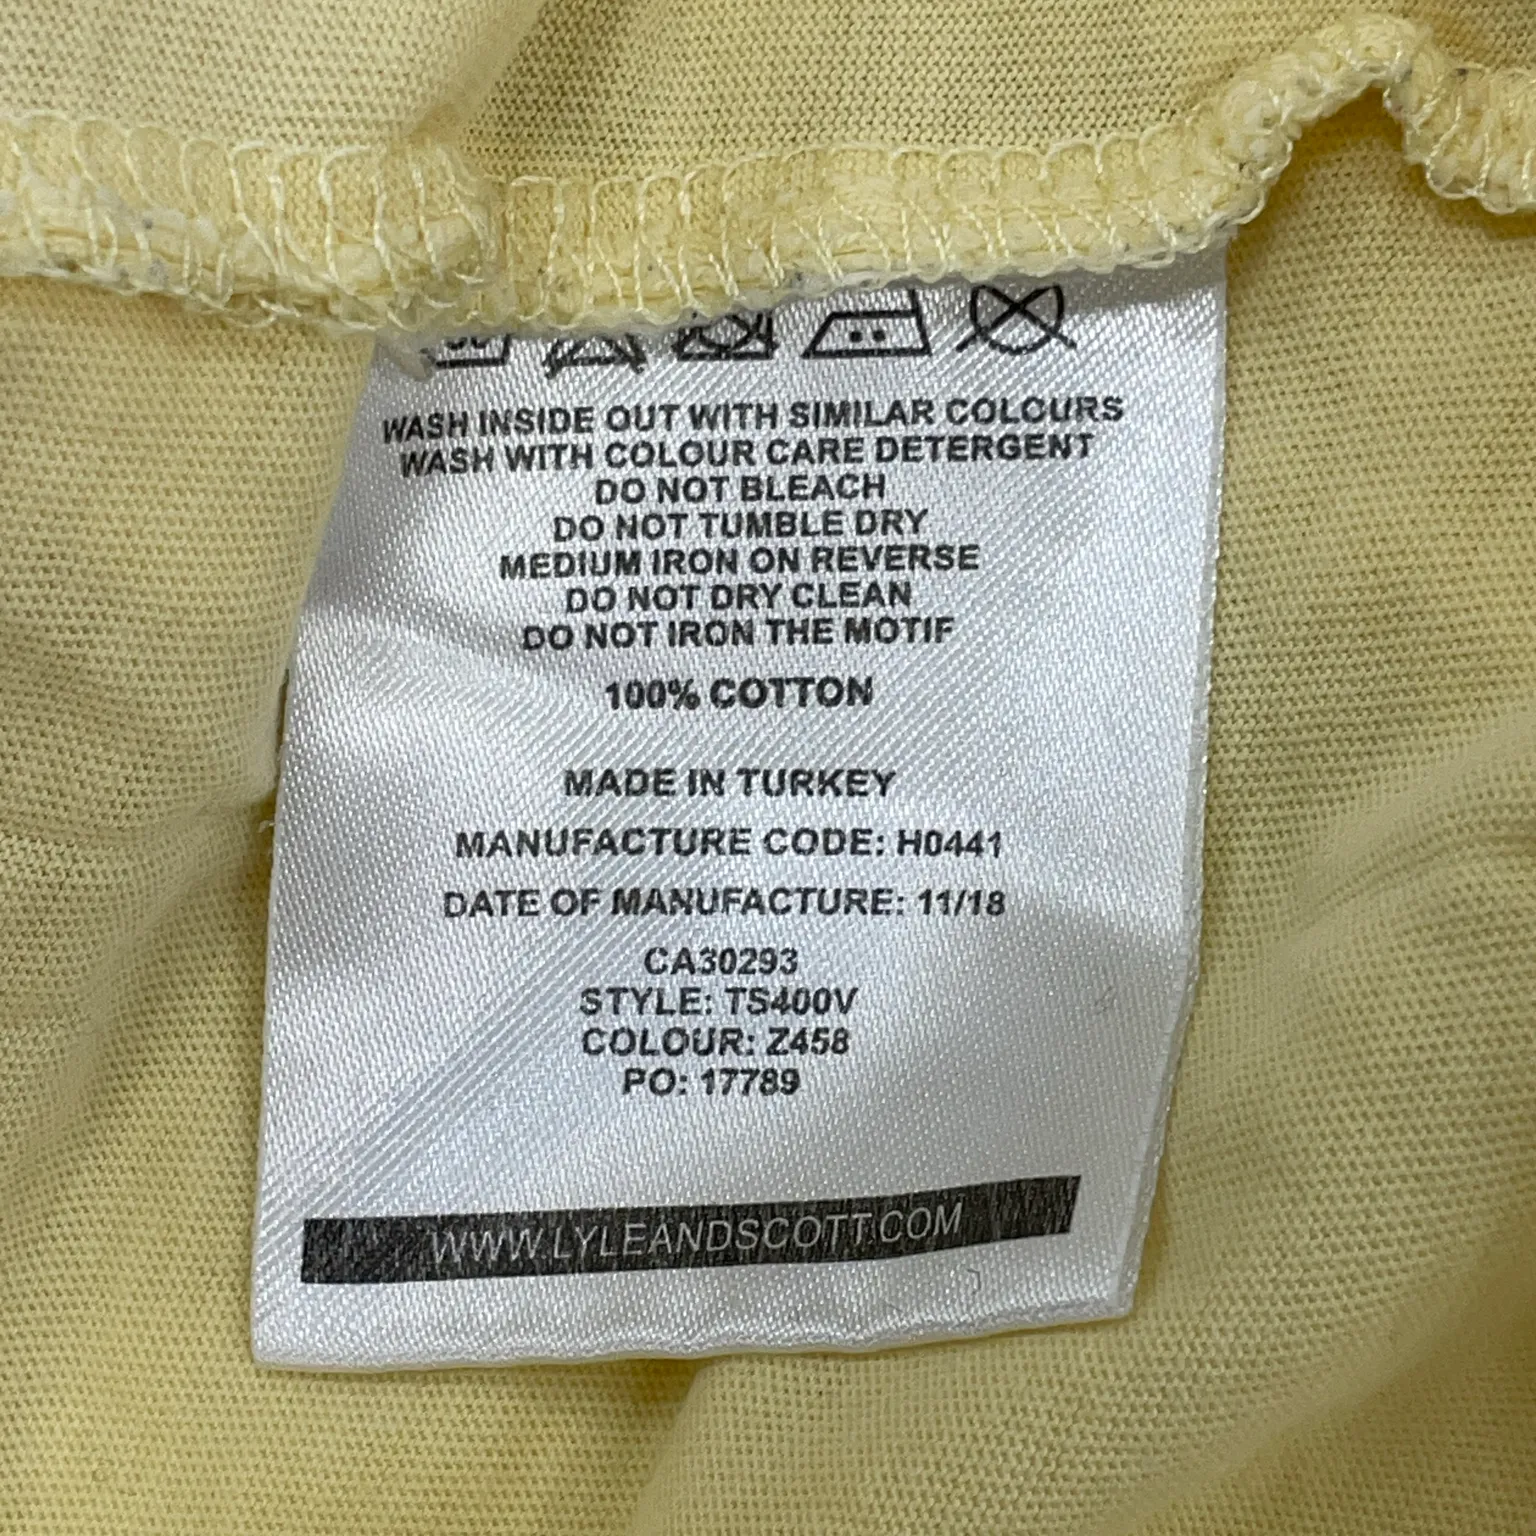 WASH INSIDE OUT WITH SIMILAR COLOURS
WASH WITH COLOUR CARE DETERGENT
DO NOT BLEACH
DO NOT TUMBLE DRY
MEDIUM IRON ON REVERSE
DO NOT DRY CLEAN
DO NOT IRON THE MOTIF
100% COTTON
MADE IN TURKEY
MANUFACTURE CODE: H0441
DATE OF MANUFACTURE: 11/18
CA30293
STYLE: TS400V
COLOUR: Z458
PO: 17789
WWW.LYLEANDSCOTT.COM